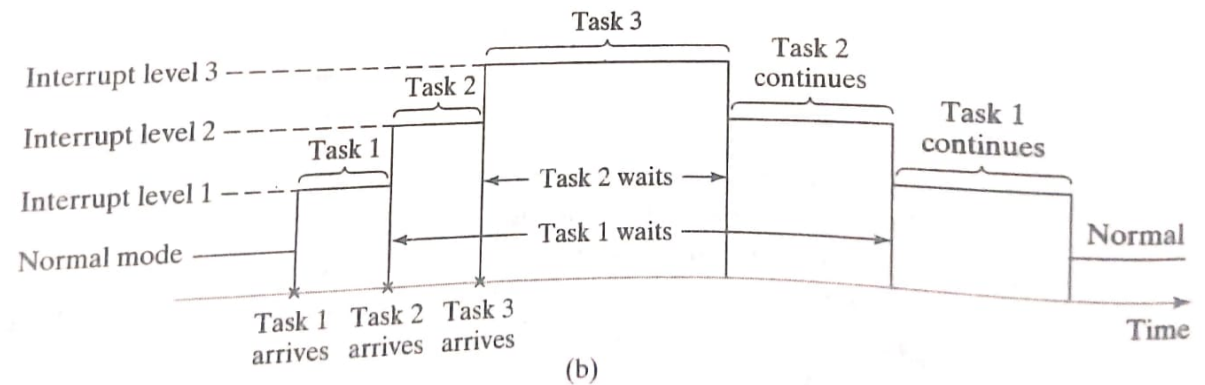 Task 3
Task 2
continues
Interrupt level 3
Task 2
Task 1
continues
Interrupt level 2
Task 1
Interrupt level 1
Task 2 waits
Task 1 waits
Normal mode
Normal
Task 1 arrives
Task 2 arrives
Task 3 arrives
Time
(b)